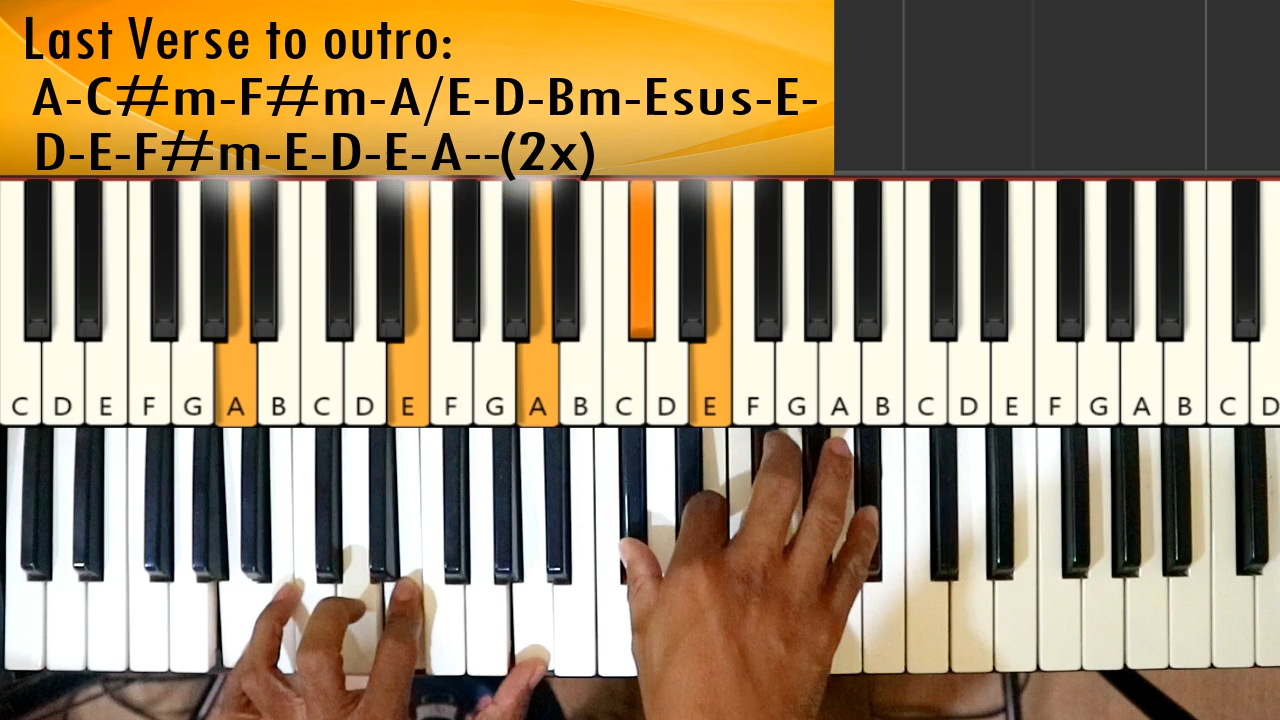 Last Verse to outro:
A-C#m-F#m-A/E-D-Bm-Esus-E-
D-E-F#m-E-D-E-A--(2x)
C D E F G A B C D E F G A B C D E F G A B C D E F G A B C D